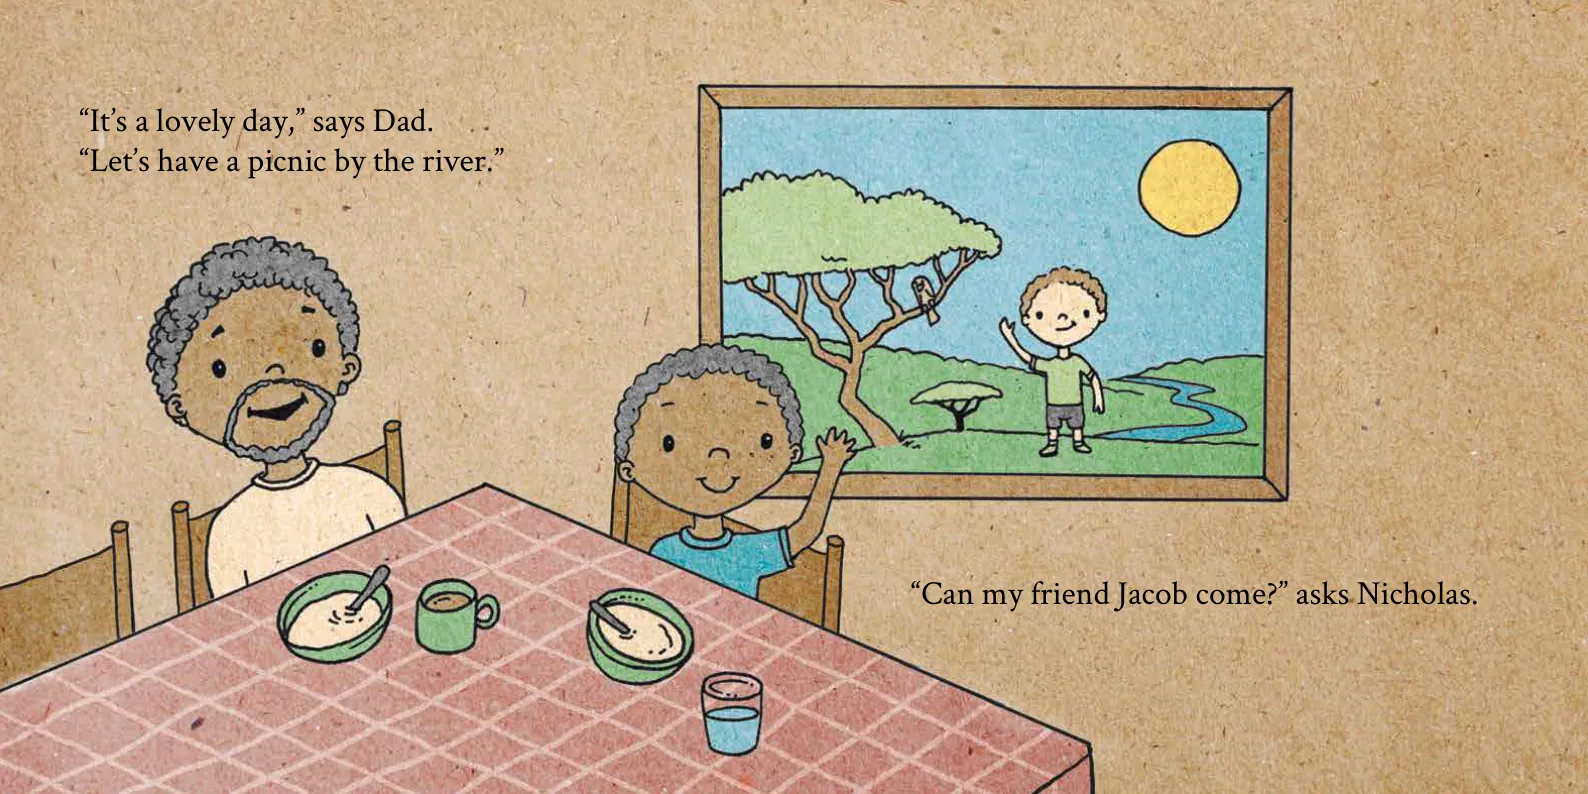 “It’s a lovely day,” says Dad.
“Let’s have a picnic by the river.”
“Can my friend Jacob come?” asks Nicholas.